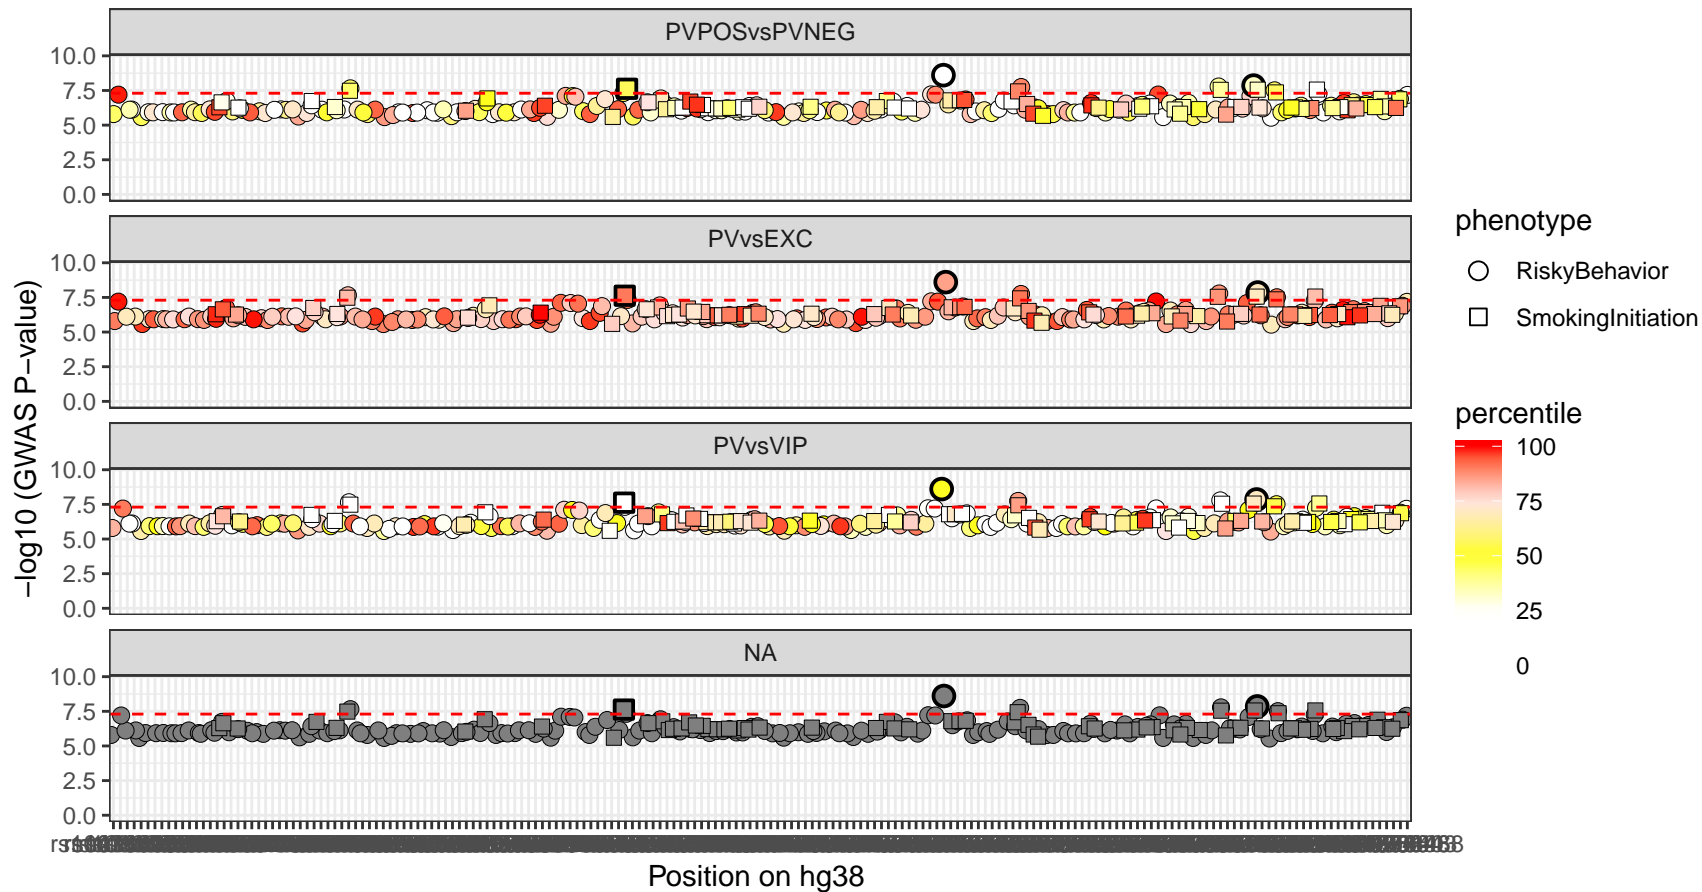 PVPOSvsPVNEG
10.0
7.5
5.0
2.5
0.0
PVvsEXC
10.0
7.5
5.0
2.5
0.0
PVvsVIP
10.0
7.5
5.0
2.5
0.0
NA
10.0
7.5
5.0
2.5
0.0
−log10 (GWAS P−value)
Position on hg38
phenotype
RiskyBehavior
SmokingInitiation
percentile
100
75
50
25
0